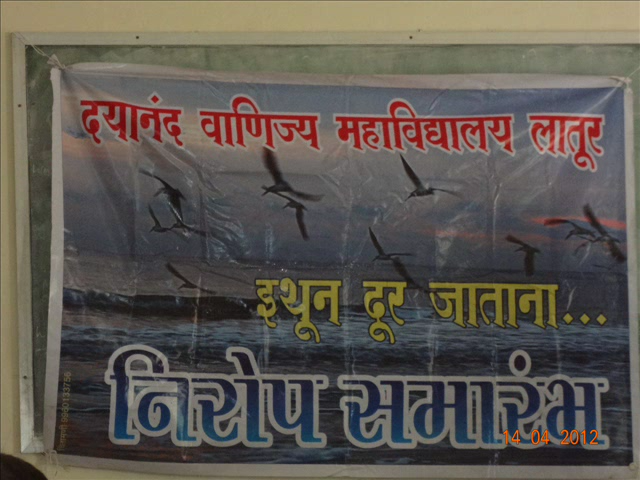 दयानंद वाणिज्य महाविद्यालय लातूर
इथून दूर जाताना...
निरोप समारंभ
14 04 2012